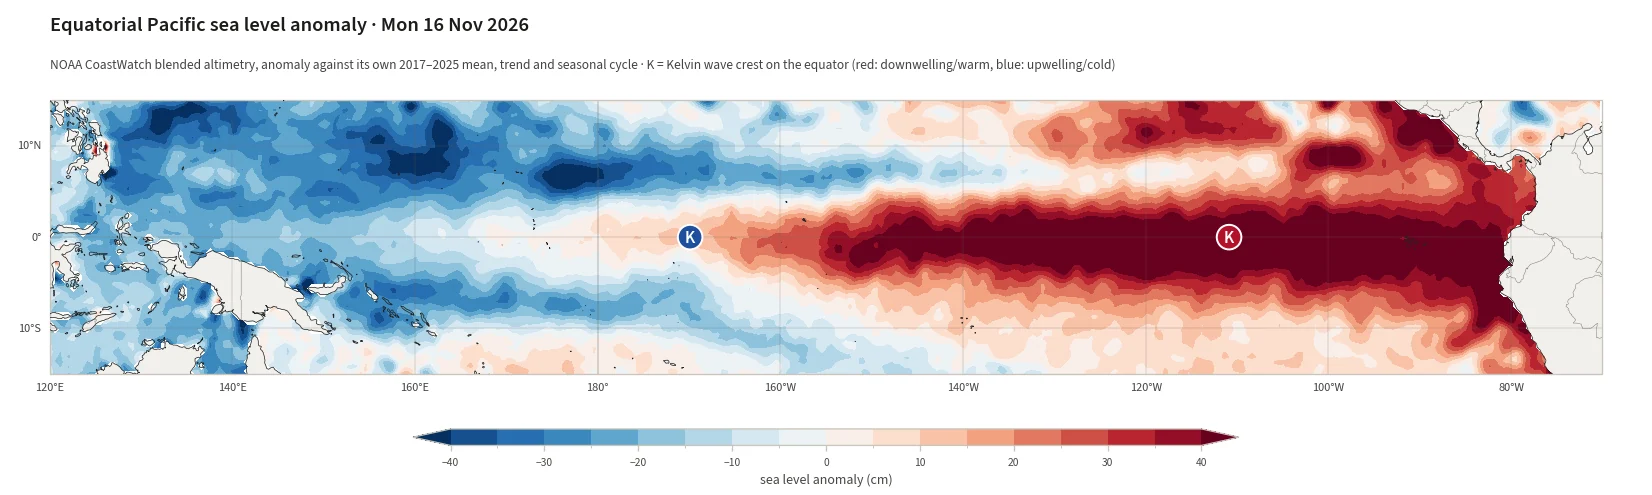 Equatorial Pacific sea level anomaly · Mon 16 Nov 2026
NOAA CoastWatch blended altimetry, anomaly against its own 2017–2025 mean, trend and seasonal cycle · K = Kelvin wave crest on the equator (red: downwelling/warm, blue: upwelling/cold)
10°N
0°
10°S
K
K
120°E 140°E 160°E 180° 160°W 140°W 120°W 100°W 80°W
−40 −30 −20 −10 0 10 20 30 40
sea level anomaly (cm)